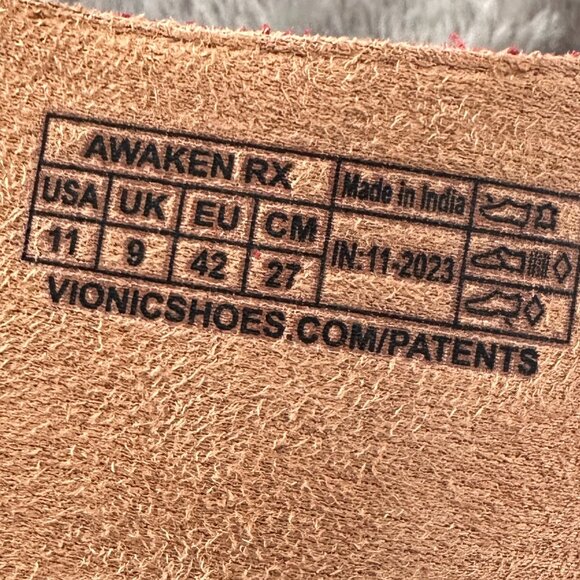 AWAKEN RX Made in India
USA UK EU CM
11 9 42 27 IN:11-2023
VIONICSHOES.COM/PATENTS